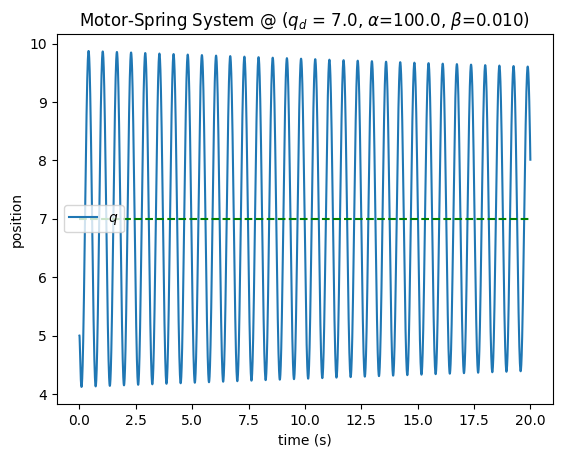 Motor-Spring System @ (q_d = 7.0, α=100.0, β=0.010)
10
9
8
7
6
5
4
position
q
0.0 2.5 5.0 7.5 10.0 12.5 15.0 17.5 20.0
time (s)